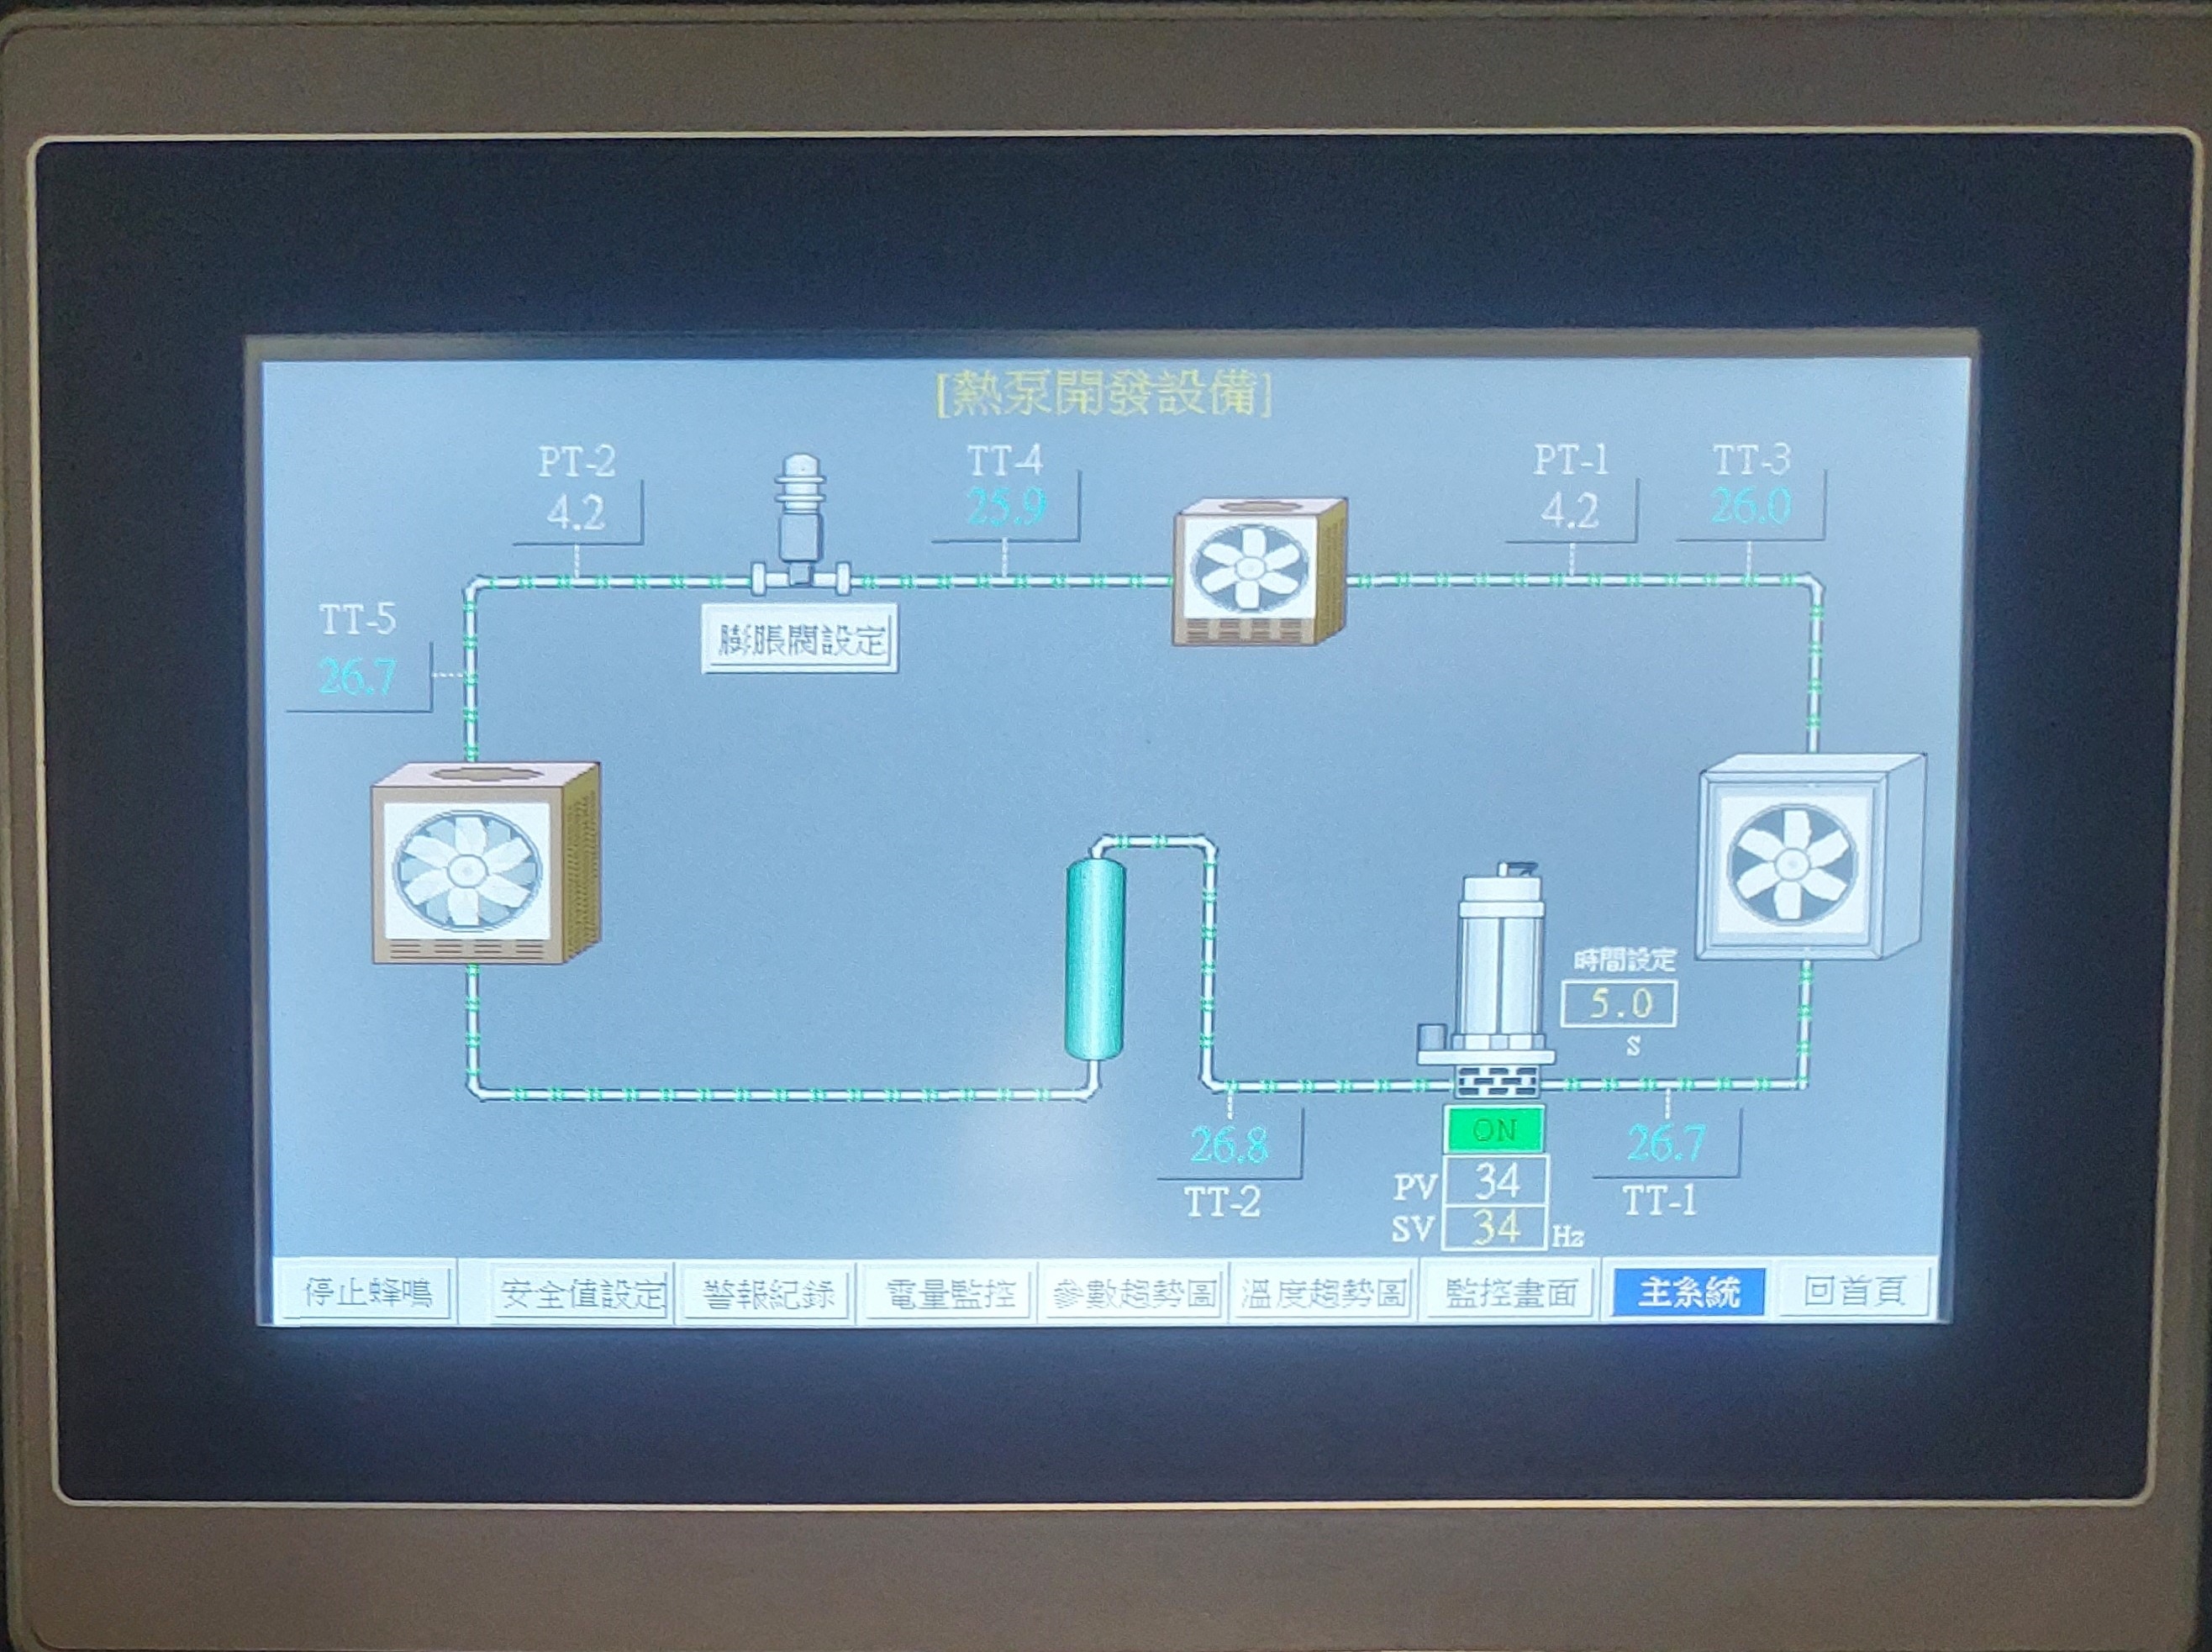 [熱泵開發設備]
PT-2
4.2
TT-4
25.9
PT-1
4.2
TT-3
26.0
TT-5
26.7
膨脹閥設定
時間設定
5.0
S
ON
26.8
TT-2
PV 34
SV 34 Hz
26.7
TT-1
停止蜂鳴 安全值設定 警報紀錄 電量監控 參數趨勢圖 溫度趨勢圖 監控畫面 主系統 回首頁